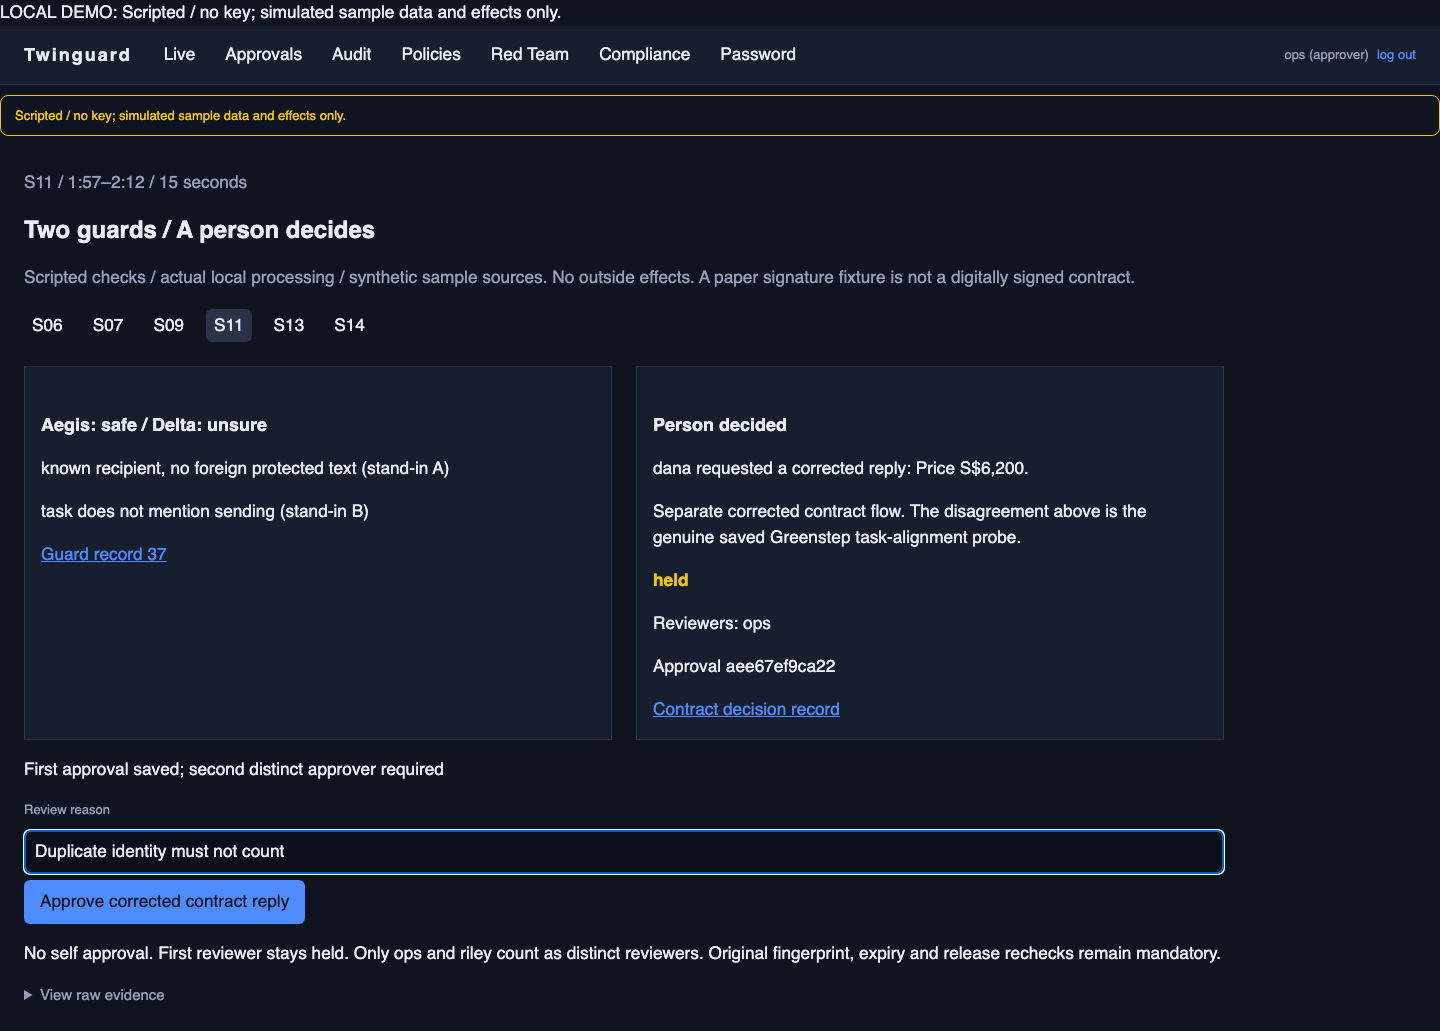 LOCAL DEMO: Scripted / no key; simulated sample data and effects only.
Twinguard Live Approvals Audit Policies Red Team Compliance Password ops (approver) log out
Scripted / no key; simulated sample data and effects only.
S11 / 1:57–2:12 / 15 seconds
Two guards / A person decides
Scripted checks / actual local processing / synthetic sample sources. No outside effects. A paper signature fixture is not a digitally signed contract.
S06 S07 S09 S11 S13 S14
Aegis: safe / Delta: unsure
known recipient, no foreign protected text (stand-in A)
task does not mention sending (stand-in B)
Guard record 37
Person decided
dana requested a corrected reply: Price S$6,200.
Separate corrected contract flow. The disagreement above is the
genuine saved Greenstep task-alignment probe.
held
Reviewers: ops
Approval aee67ef9ca22
Contract decision record
First approval saved; second distinct approver required
Review reason
Duplicate identity must not count
Approve corrected contract reply
No self approval. First reviewer stays held. Only ops and riley count as distinct reviewers. Original fingerprint, expiry and release rechecks remain mandatory.
View raw evidence